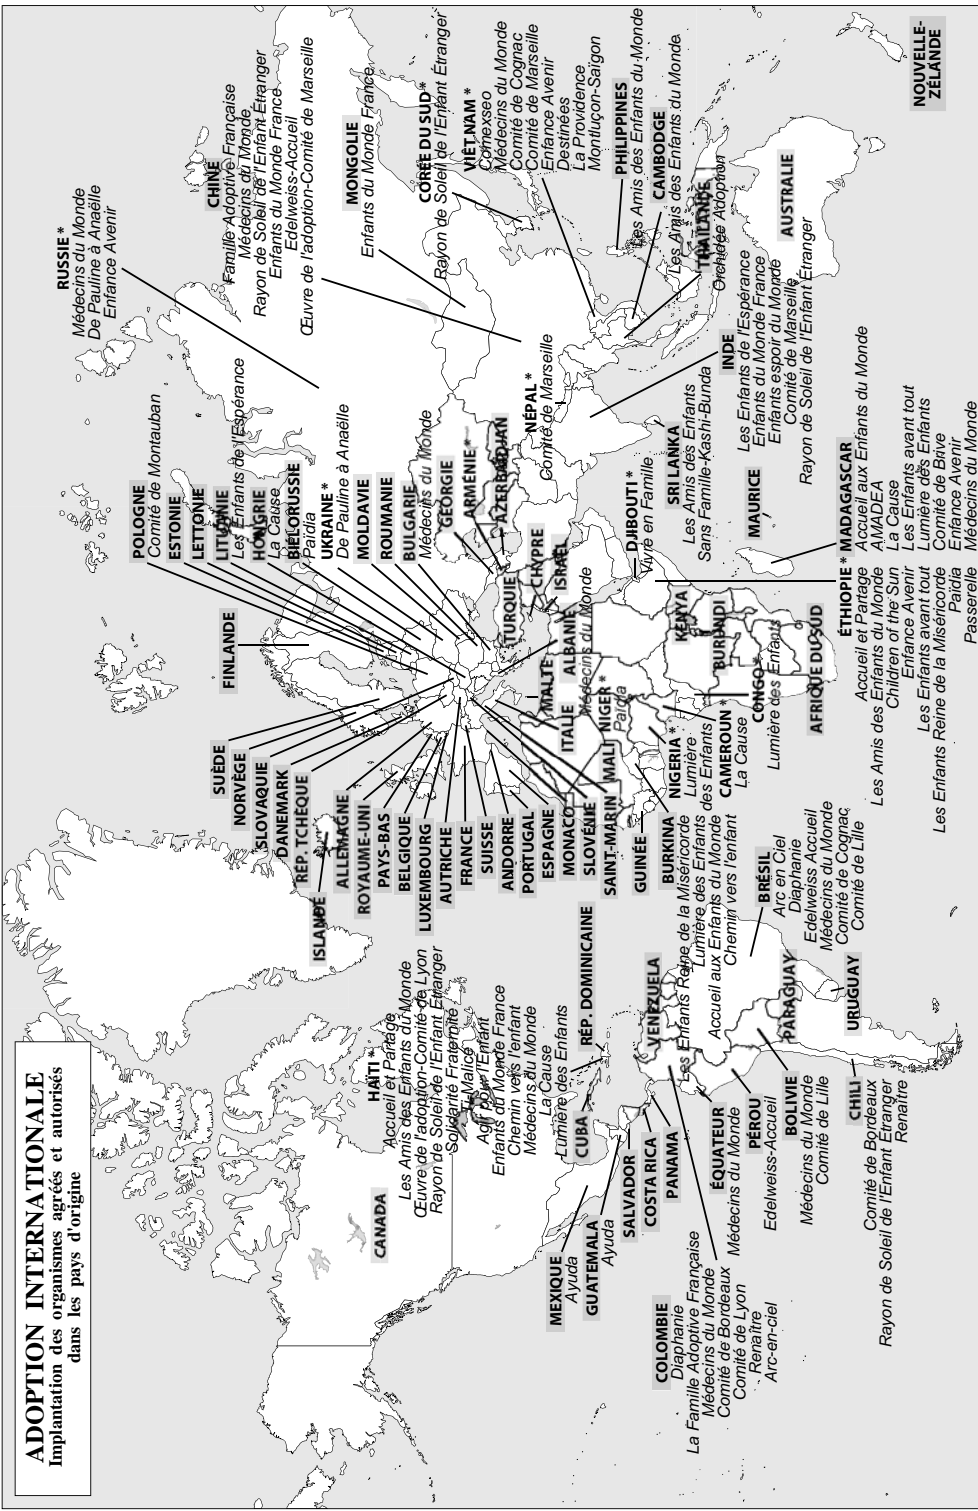 ADOPTION INTERNATIONALE
Implantation des organismes agréés et autorisés
dans les pays d'origine
CANADA
HAÏTI *
Accueil et Partage
Les Amis des Enfants du Monde
Œuvre de l'adoption-Comité de Lyon
Rayon de Soleil de l'Enfant Etranger
Solidarité Fraternité
Ti-Malice
Agir pour l'Enfant
Enfants du Monde France
Chemin vers l'enfant
Médecins du Monde
La Cause
Lumière des Enfants
CUBA
RÉP. DOMINICAINE
MEXIQUE
Ayuda
GUATEMALA
Ayuda
SALVADOR
COSTA RICA
PANAMA
VENEZUELA
COLOMBIE
Diaphanie
La Famille Adoptive Française
Médecins du Monde
Comité de Bordeaux
Comité de Lyon
Renaître
Arc-en-ciel
ÉQUATEUR
Médecins du Monde
PÉROU
Edelweiss-Accueil
BOLIVIE
Médecins du Monde
Comité de Lille
CHILI
Comité de Bordeaux
Rayon de Soleil de l'Enfant Etranger
Renaître
PARAGUAY
URUGUAY
BRÉSIL
Arc en Ciel
Diaphanie
Edelweiss Accueil
Médecins du Monde
Comité de Cognac
Comité de Lille
ISLANDE
SUÈDE
NORVÈGE
SLOVAQUIE
DANEMARK
RÉP. TCHÈQUE
ALLEMAGNE
ROYAUME-UNI
PAYS-BAS
BELGIQUE
LUXEMBOURG
AUTRICHE
FRANCE
SUISSE
ANDORRE
PORTUGAL
ESPAGNE
MONACO
SLOVÉNIE
SAINT-MARIN
GUINÉE
BURKINA
Les Enfants Reine de la Miséricorde
Lumière des Enfants
Accueil aux Enfants du Monde
Chemin vers l'enfant
FINLANDE
POLOGNE
Comité de Montauban
ESTONIE
LETTONIE
LITUANIE
Les Enfants de l'Espérance
HONGRIE
La Cause
BIÉLORUSSIE
Païdia
UKRAINE *
De Pauline à Anaëlle
MOLDAVIE
ROUMANIE
BULGARIE
Médecins du Monde
GÉORGIE
ARMÉNIE *
AZERBAÏDJAN
TURQUIE
CHYPRE
ISRAËL
ALBANIE
Médecins du Monde
MALTE
ITALIE
NIGER *
Païdia
MALI
NIGERIA *
Lumière
des Enfants
CAMEROUN *
La Cause
CONGO *
Lumière des Enfants
KENYA
BURUNDI
AFRIQUE DU SUD
DJIBOUTI *
Vivre en Famille
ÉTHIOPIE *
Accueil et Partage
Les Amis des Enfants du Monde
Children of the Sun
Enfance Avenir
Les Enfants avant tout
Les Enfants Reine de la Miséricorde
Paidia
Passerelle
MADAGASCAR
Accueil aux Enfants du Monde
AMADEA
La Cause
Les Enfants avant tout
Lumière des Enfants
Comité de Brive
Enfance Avenir
Médecins du Monde
MAURICE
RUSSIE *
Médecins du Monde
De Pauline à Anaëlle
Enfance Avenir
CHINE
Famille Adoptive Française
Médecins du Monde
Rayon de Soleil de l'Enfant Étranger
Enfants du Monde France
Edelweiss-Accueil
Œuvre de l'adoption-Comité de Marseille
MONGOLIE
Enfants du Monde France
CORÉE DU SUD *
Rayon de Soleil de l'Enfant Étranger
VIÊT NAM *
Comexseo
Médecins du Monde
Comité de Cognac
Comité de Marseille
Enfance Avenir
Destinées
La Providence
Montluçon-Saïgon
PHILIPPINES
Les Amis des Enfants du Monde
CAMBODGE
Les Amis des Enfants du Monde
THAÏLANDE
Orchidée Adoption
NÉPAL *
Comité de Marseille
INDE
Les Enfants de l'Espérance
Enfants du Monde France
Enfants espoir du Monde
Comité de Marseille
Rayon de Soleil de l'Enfant Étranger
SRI LANKA
Les Amis des Enfants
Sans Famille-Kashi-Bunda
AUSTRALIE
NOUVELLE-
ZÉLANDE